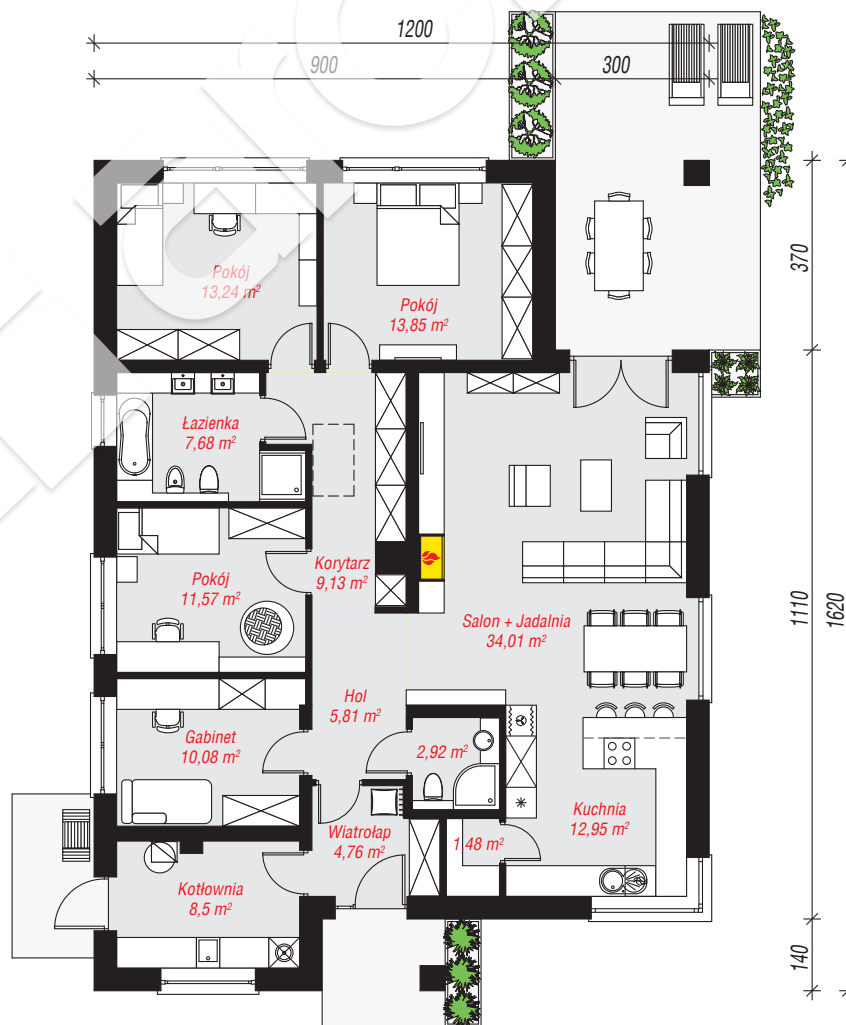 1200
900
300
Pokój
13,24 m²
Pokój
13,85 m²
370
Łazienka
7,68 m²
Pokój
11,57 m²
Korytarz
9,13 m²
Salon + Jadalnia
34,01 m²
1110
1620
Hol
5,81 m²
Gabinet
10,08 m²
2,92 m²
Kuchnia
12,95 m²
Wiatrołap
4,76 m²
1,48 m²
Kotłownia
8,5 m²
140